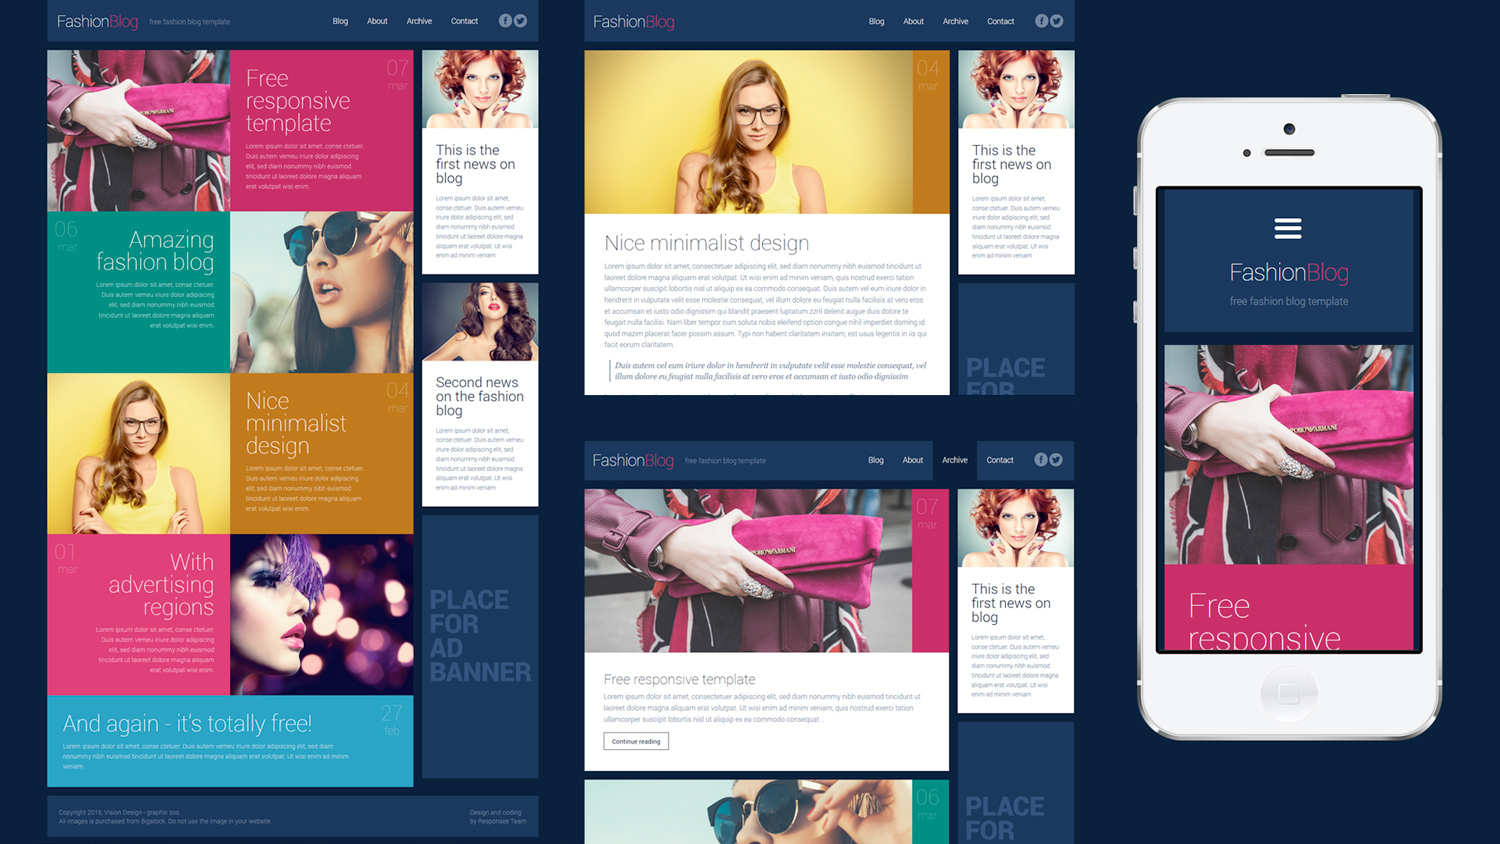 FashionBlog free fashion blog template Blog About Archive Contact
07
mar
Free
responsive
template
Lorem ipsum dolor sit amet, conse ctetuer.
Duis autem vemeu iriure dolor adipiscing
elit, sed diam nonummy nibh euismod
tincidunt ut laoreet dolore magna aliquam
erat volutpat wisi enim.
06
mar
Amazing
fashion blog
Lorem ipsum dolor sit amet, conse ctetuer.
Duis autem vemeu iriure dolor adipiscing
elit, sed diam nonummy nibh euismod
tincidunt ut laoreet dolore magna aliquam
erat volutpat wisi enim.
04
mar
Nice
minimalist
design
Lorem ipsum dolor sit amet, conse ctetuer.
Duis autem vemeu iriure dolor adipiscing
elit, sed diam nonummy nibh euismod
tincidunt ut laoreet dolore magna aliquam
erat volutpat wisi enim.
01
mar
With
advertising
regions
Lorem ipsum dolor sit amet, conse ctetuer.
Duis autem vemeu iriure dolor adipiscing
elit, sed diam nonummy nibh euismod
tincidunt ut laoreet dolore magna aliquam
erat volutpat wisi enim.
27
feb
And again - it's totally free!
Lorem ipsum dolor sit amet, conse ctetuer. Duis autem vemeu iriure dolor adipiscing elit, sed diam
nonummy nibh euismod tincidunt ut laoreet dolore magna aliquam erat volutpat wisi enim
veniam
This is the
first news on
blog
Lorem ipsum dolor sit amet,
conse ctetuer. Duis autem vemeu
iriure dolor adipiscing elit, sed
diam nonummy nibh euismod
tincidunt ut laoreet dolore magna
aliquam erat volutpat. Ut wisi
enim ad minim veniam
Second news
on the fashion
blog
Lorem ipsum dolor sit amet,
conse ctetuer. Duis autem vemeu
iriure dolor adipiscing elit, sed
diam nonummy nibh euismod
tincidunt ut laoreet dolore magna
aliquam erat volutpat. Ut wisi
enim ad minim veniam
PLACE
FOR
AD
BANNER
Copyright 2013, Vision Design - graphic zoo
All images is purchased from Bigstock. Do not use the image in your website.
Design and coding
by Responsee Team
FashionBlog Blog About Archive Contact
04
mar
Nice minimalist design
Lorem ipsum dolor sit amet, consectetuer adipiscing elit, sed diam nonummy nibh euismod tincidunt ut
laoreet dolore magna aliquam erat volutpat. Ut wisi enim ad minim veniam, quis nostrud exerci tation
ullamcorper suscipit lobortis nisl ut aliquip ex ea commodo consequat. Duis autem vel eum iriure dolor in
hendrerit in vulputate velit esse molestie consequat, vel illum dolore eu feugiat nulla facilisis at vero eros
et accumsan et iusto odio dignissim qui blandit praesent luptatum zzril delenit augue duis dolore te
feugait nulla facilisi. Nam liber tempor cum soluta nobis eleifend option congue nihil imperdiet doming id
quod mazim placerat facer possim assum. Typi non habent claritatem insitam, est usus legentis in iis qui
facit eorum claritatem.
Duis autem vel eum iriure dolor in hendrerit in vulputate velit esse molestie consequat, vel
illum dolore eu feugiat nulla facilisis at vero eros et accumsan et iusto odio dignissim
This is the
first news on
blog
Lorem ipsum dolor sit amet,
conse ctetuer. Duis autem vemeu
iriure dolor adipiscing elit, sed
diam nonummy nibh euismod
tincidunt ut laoreet dolore magna
aliquam erat volutpat. Ut wisi
enim ad minim veniam
PLACE
FOR
FashionBlog free fashion blog template Blog About Archive Contact
EMPORIO ARMANI
07
mar
Free responsive template
Lorem ipsum dolor sit amet, consectetuer adipiscing elit, sed diam nonummy nibh euismod tincidunt ut
laoreet dolore magna aliquam erat volutpat. Ut wisi enim ad minim veniam, quis nostrud exerci tation
ullamcorper suscipit lobortis nisl ut aliquip ex ea commodo consequat...
Continue reading
06
mar
This is the
first news on
blog
Lorem ipsum dolor sit amet,
conse ctetuer. Duis autem vemeu
iriure dolor adipiscing elit, sed
diam nonummy nibh euismod
tincidunt ut laoreet dolore magna
aliquam erat volutpat. Ut wisi
enim ad minim veniam
PLACE
FOR
FashionBlog
free fashion blog template
Free
responsive